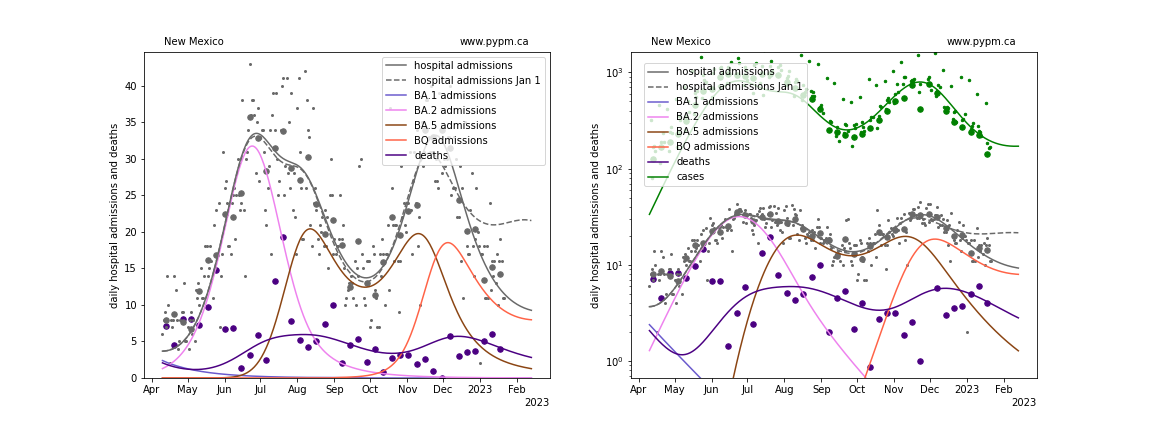 New Mexico
www.pypm.ca
daily hospital admissions and deaths
40
35
30
25
20
15
10
5
0
hospital admissions
hospital admissions Jan 1
BA.1 admissions
BA.2 admissions
BA.5 admissions
BQ admissions
deaths
Apr May Jun Jul Aug Sep Oct Nov Dec 2023 Feb
2023
New Mexico
www.pypm.ca
daily hospital admissions and deaths
10³
10²
10¹
10⁰
hospital admissions
hospital admissions Jan 1
BA.1 admissions
BA.2 admissions
BA.5 admissions
BQ admissions
deaths
cases
Apr May Jun Jul Aug Sep Oct Nov Dec 2023 Feb
2023